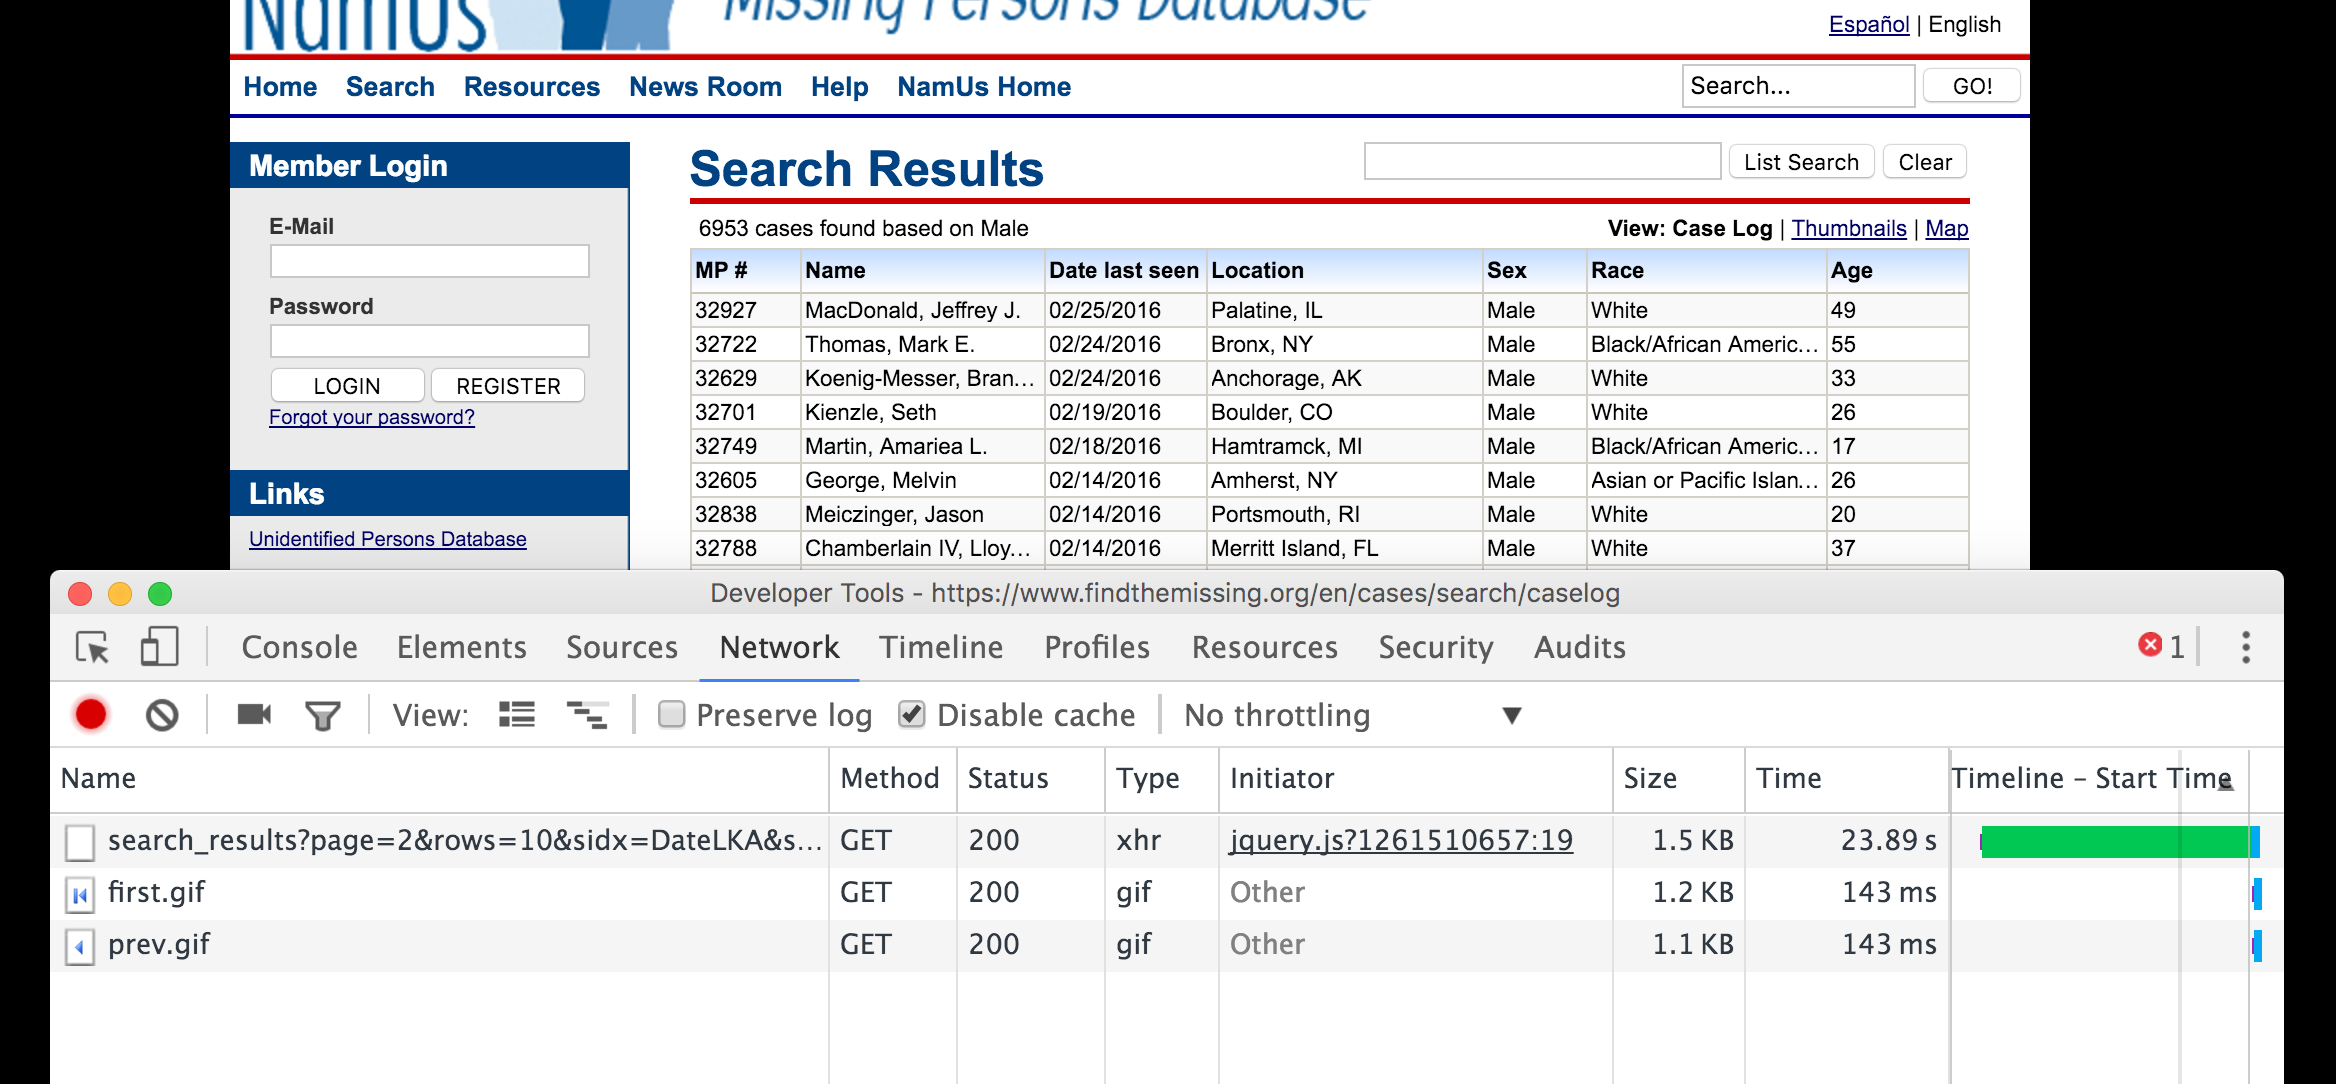 NamUs Missing Persons Database
Español | English
Home Search Resources News Room Help NamUs Home Search... GO!
Member Login
E-Mail
Password
LOGIN REGISTER
Forgot your password?
Links
Unidentified Persons Database
Search Results List Search Clear
6953 cases found based on Male View: Case Log | Thumbnails | Map
MP # Name Date last seen Location Sex Race Age
32927 MacDonald, Jeffrey J. 02/25/2016 Palatine, IL Male White 49
32722 Thomas, Mark E. 02/24/2016 Bronx, NY Male Black/African Americ... 55
32629 Koenig-Messer, Bran... 02/24/2016 Anchorage, AK Male White 33
32701 Kienzle, Seth 02/19/2016 Boulder, CO Male White 26
32749 Martin, Amariea L. 02/18/2016 Hamtramck, MI Male Black/African Americ... 17
32605 George, Melvin 02/14/2016 Amherst, NY Male Asian or Pacific Islan... 26
32838 Meiczinger, Jason 02/14/2016 Portsmouth, RI Male White 20
32788 Chamberlain IV, Lloy... 02/14/2016 Merritt Island, FL Male White 37
Developer Tools - https://www.findthemissing.org/en/cases/search/caselog
Console Elements Sources Network Timeline Profiles Resources Security Audits 1
View: Preserve log Disable cache No throttling
Name Method Status Type Initiator Size Time Timeline – Start Time
search_results?page=2&rows=10&sidx=DateLKA&s... GET 200 xhr jquery.js?1261510657:19 1.5 KB 23.89 s
first.gif GET 200 gif Other 1.2 KB 143 ms
prev.gif GET 200 gif Other 1.1 KB 143 ms